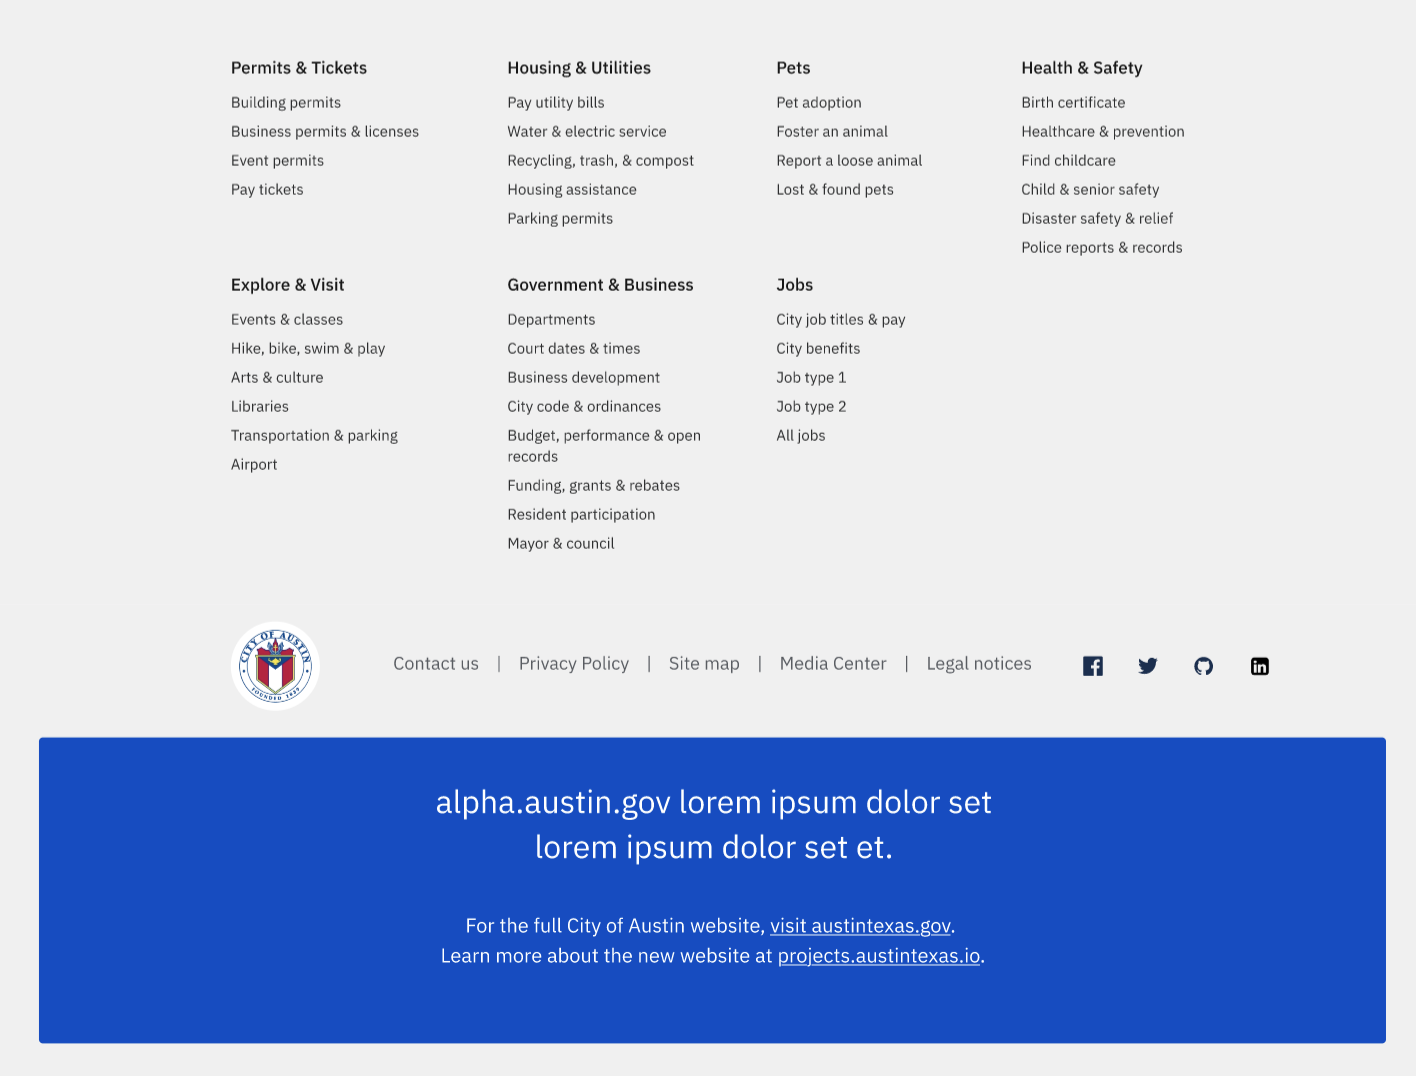 Permits & Tickets
Building permits
Business permits & licenses
Event permits
Pay tickets
Housing & Utilities
Pay utility bills
Water & electric service
Recycling, trash, & compost
Housing assistance
Parking permits
Pets
Pet adoption
Foster an animal
Report a loose animal
Lost & found pets
Health & Safety
Birth certificate
Healthcare & prevention
Find childcare
Child & senior safety
Disaster safety & relief
Police reports & records
Explore & Visit
Events & classes
Hike, bike, swim & play
Arts & culture
Libraries
Transportation & parking
Airport
Government & Business
Departments
Court dates & times
Business development
City code & ordinances
Budget, performance & open
records
Funding, grants & rebates
Resident participation
Mayor & council
Jobs
City job titles & pay
City benefits
Job type 1
Job type 2
All jobs
CITY OF AUSTIN
FOUNDED 1839
Contact us | Privacy Policy | Site map | Media Center | Legal notices
in
alpha.austin.gov lorem ipsum dolor set
lorem ipsum dolor set et.
For the full City of Austin website, visit austintexas.gov.
Learn more about the new website at projects.austintexas.io.